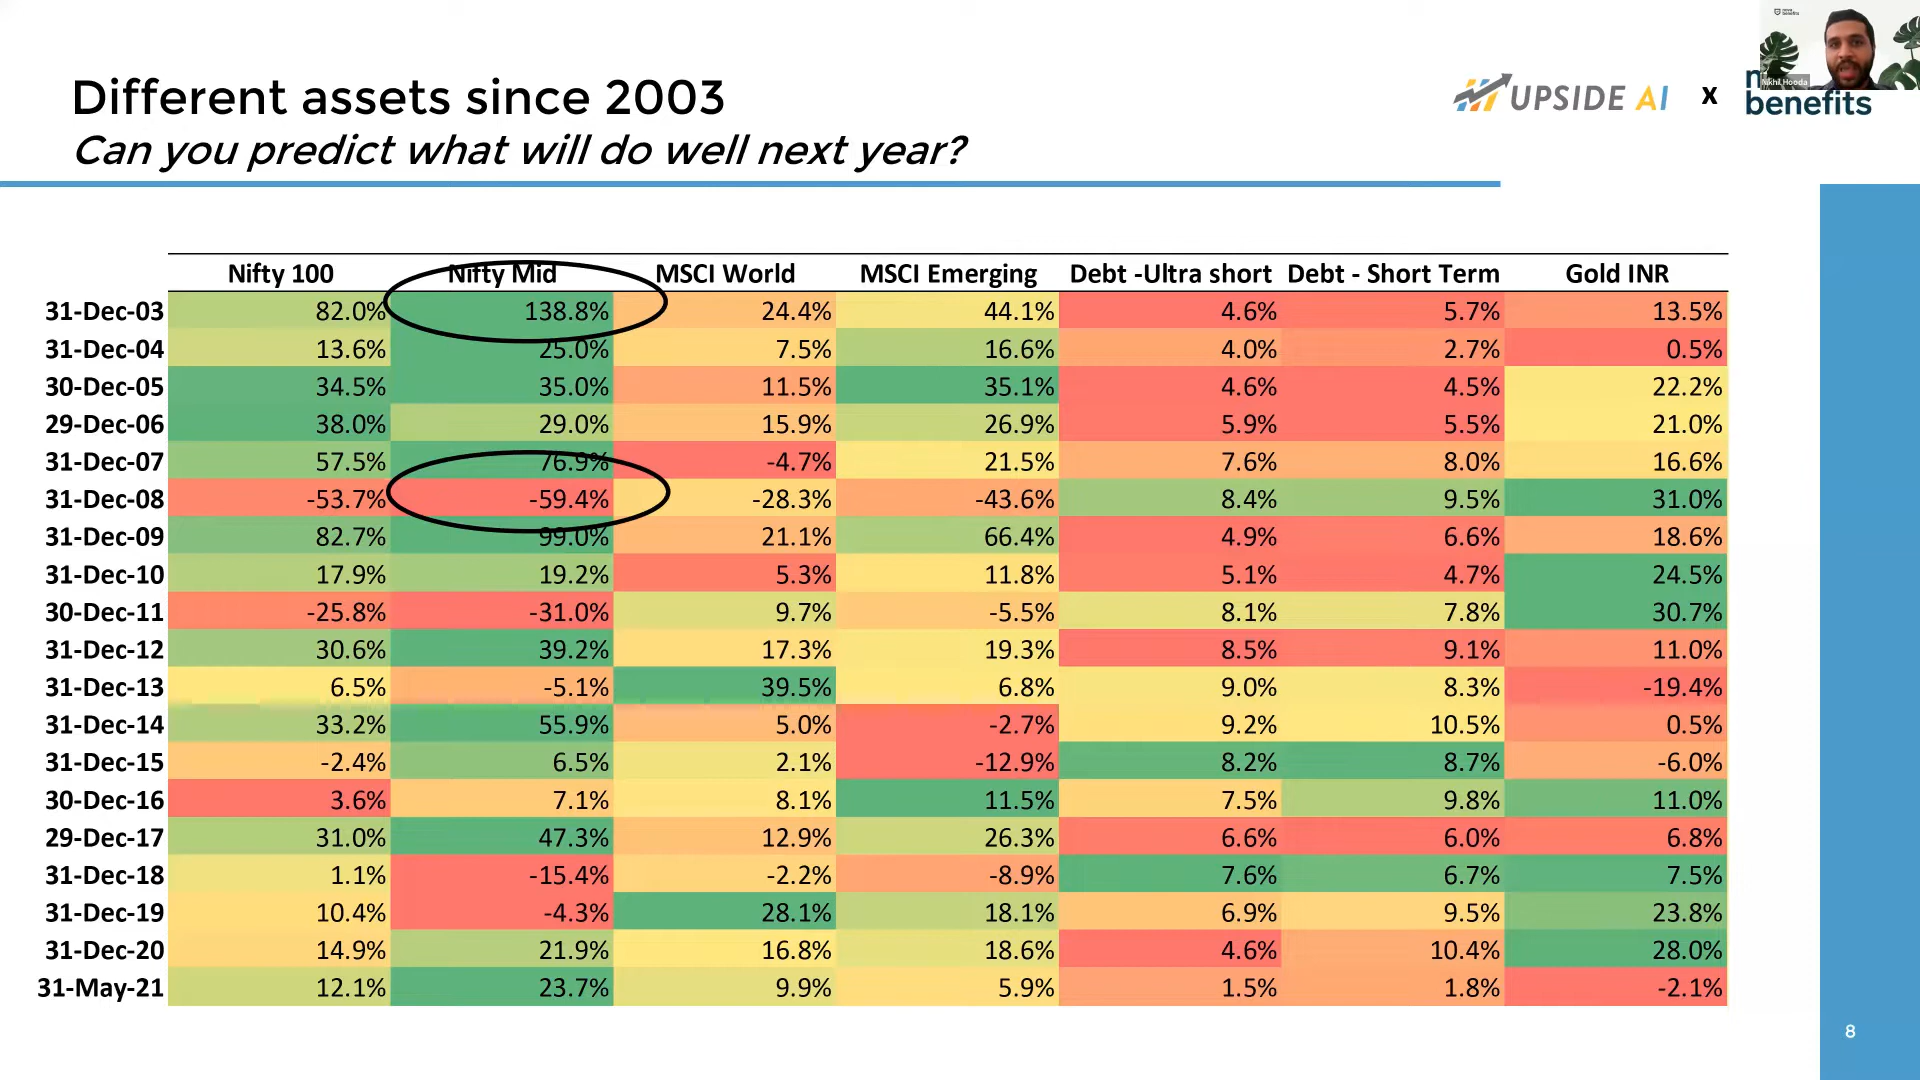 Different assets since 2003
Can you predict what will do well next year?
UPSIDE AI x benefits
Nikhil Hooda
Nifty 100 Nifty Mid MSCI World MSCI Emerging Debt -Ultra short Debt - Short Term Gold INR
31-Dec-03 82.0% 138.8% 24.4% 44.1% 4.6% 5.7% 13.5%
31-Dec-04 13.6% 25.0% 7.5% 16.6% 4.0% 2.7% 0.5%
30-Dec-05 34.5% 35.0% 11.5% 35.1% 4.6% 4.5% 22.2%
29-Dec-06 38.0% 29.0% 15.9% 26.9% 5.9% 5.5% 21.0%
31-Dec-07 57.5% 76.9% -4.7% 21.5% 7.6% 8.0% 16.6%
31-Dec-08 -53.7% -59.4% -28.3% -43.6% 8.4% 9.5% 31.0%
31-Dec-09 82.7% 99.0% 21.1% 66.4% 4.9% 6.6% 18.6%
31-Dec-10 17.9% 19.2% 5.3% 11.8% 5.1% 4.7% 24.5%
30-Dec-11 -25.8% -31.0% 9.7% -5.5% 8.1% 7.8% 30.7%
31-Dec-12 30.6% 39.2% 17.3% 19.3% 8.5% 9.1% 11.0%
31-Dec-13 6.5% -5.1% 39.5% 6.8% 9.0% 8.3% -19.4%
31-Dec-14 33.2% 55.9% 5.0% -2.7% 9.2% 10.5% 0.5%
31-Dec-15 -2.4% 6.5% 2.1% -12.9% 8.2% 8.7% -6.0%
30-Dec-16 3.6% 7.1% 8.1% 11.5% 7.5% 9.8% 11.0%
29-Dec-17 31.0% 47.3% 12.9% 26.3% 6.6% 6.0% 6.8%
31-Dec-18 1.1% -15.4% -2.2% -8.9% 7.6% 6.7% 7.5%
31-Dec-19 10.4% -4.3% 28.1% 18.1% 6.9% 9.5% 23.8%
31-Dec-20 14.9% 21.9% 16.8% 18.6% 4.6% 10.4% 28.0%
31-May-21 12.1% 23.7% 9.9% 5.9% 1.5% 1.8% -2.1%
8